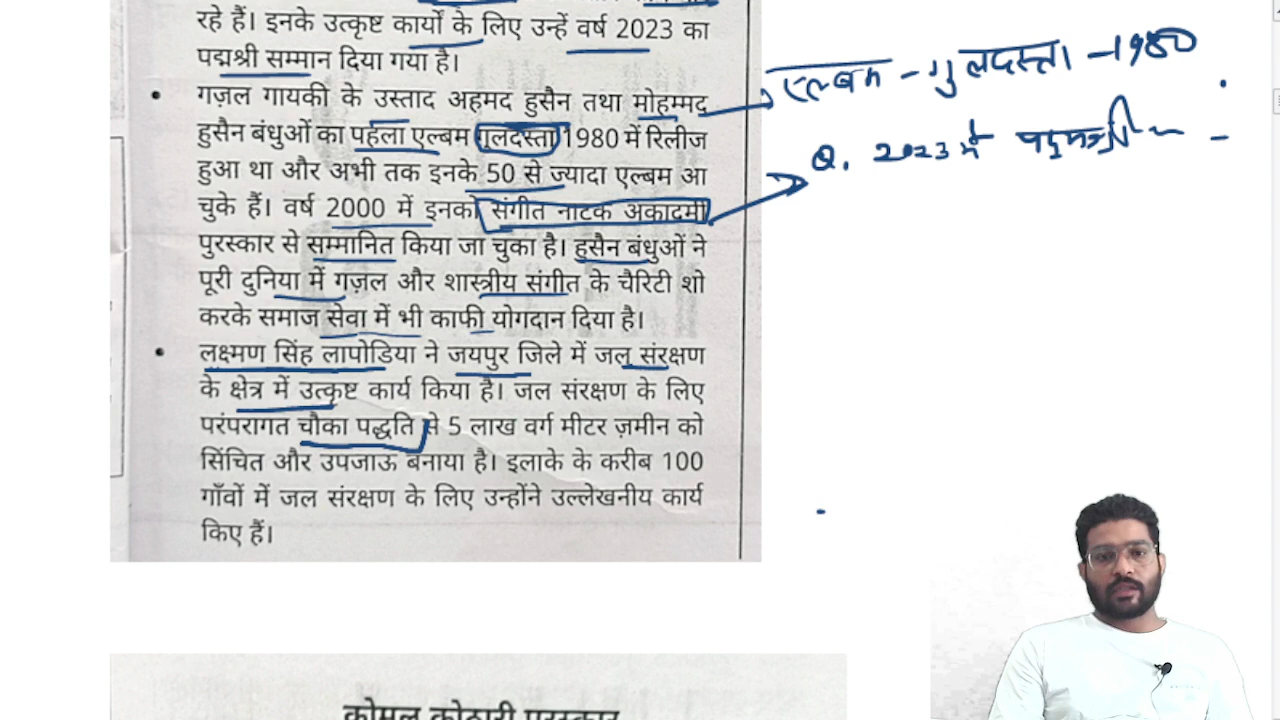 रहे हैं। इनके उत्कृष्ट कार्यों के लिए उन्हें वर्ष 2023 का
पद्मश्री सम्मान दिया गया है।
• गज़ल गायकी के उस्ताद अहमद हुसैन तथा मोहम्मद
हुसैन बंधुओं का पहला एल्बम गुलदस्ता 1980 में रिलीज
हुआ था और अभी तक इनके 50 से ज्यादा एल्बम आ
चुके हैं। वर्ष 2000 में इनको संगीत नाटक अकादमी
पुरस्कार से सम्मानित किया जा चुका है। हुसैन बंधुओं ने
पूरी दुनिया में गज़ल और शास्त्रीय संगीत के चैरिटी शो
करके समाज सेवा में भी काफी योगदान दिया है।
• लक्ष्मण सिंह लापोडिया ने जयपुर जिले में जल संरक्षण
के क्षेत्र में उत्कृष्ट कार्य किया है। जल संरक्षण के लिए
परंपरागत चौका पद्धति से 5 लाख वर्ग मीटर ज़मीन को
सिंचित और उपजाऊ बनाया है। इलाके के करीब 100
गाँवों में जल संरक्षण के लिए उन्होंने उल्लेखनीय कार्य
किए हैं।
एल्बम - गुलदस्ता - 1980
Q. 2023 में पद्मश्री -
कोमल कोठारी पुरस्कार